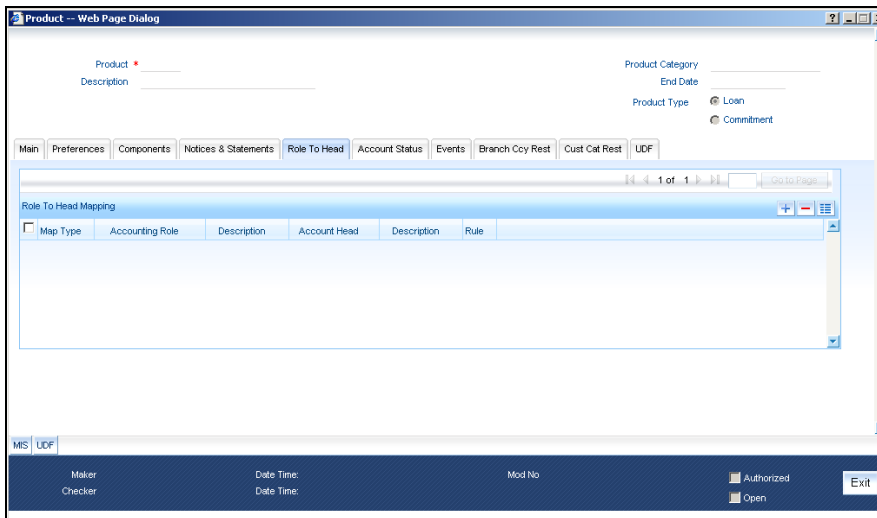 Product -- Web Page Dialog
Product *
Product Category
Description
End Date
Product Type
Loan
Commitment
Main Preferences Components Notices & Statements Role To Head Account Status Events Branch Ccy Rest Cust Cat Rest UDF
1 of 1 Go to Page
Role To Head Mapping
Map Type Accounting Role Description Account Head Description Rule
MIS UDF
Maker Date Time: Mod No
Authorized
Exit
Checker Date Time:
Open